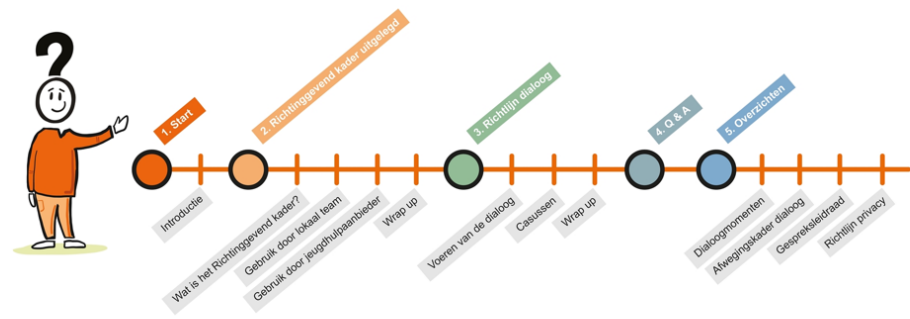 ?
1. Start
Introductie
2. Richtinggevend kader uitgelegd
Wat is het Richtinggevend kader?
Gebruik door lokaal team
Gebruik door jeugdhulpaanbieder
Wrap up
3. Richtlijn dialoog
Voeren van de dialoog
Casussen
Wrap up
4. Q & A
5. Overzichten
Dialoogmomenten
Afwegingskader dialoog
Gespreksleidraad
Richtlijn privacy